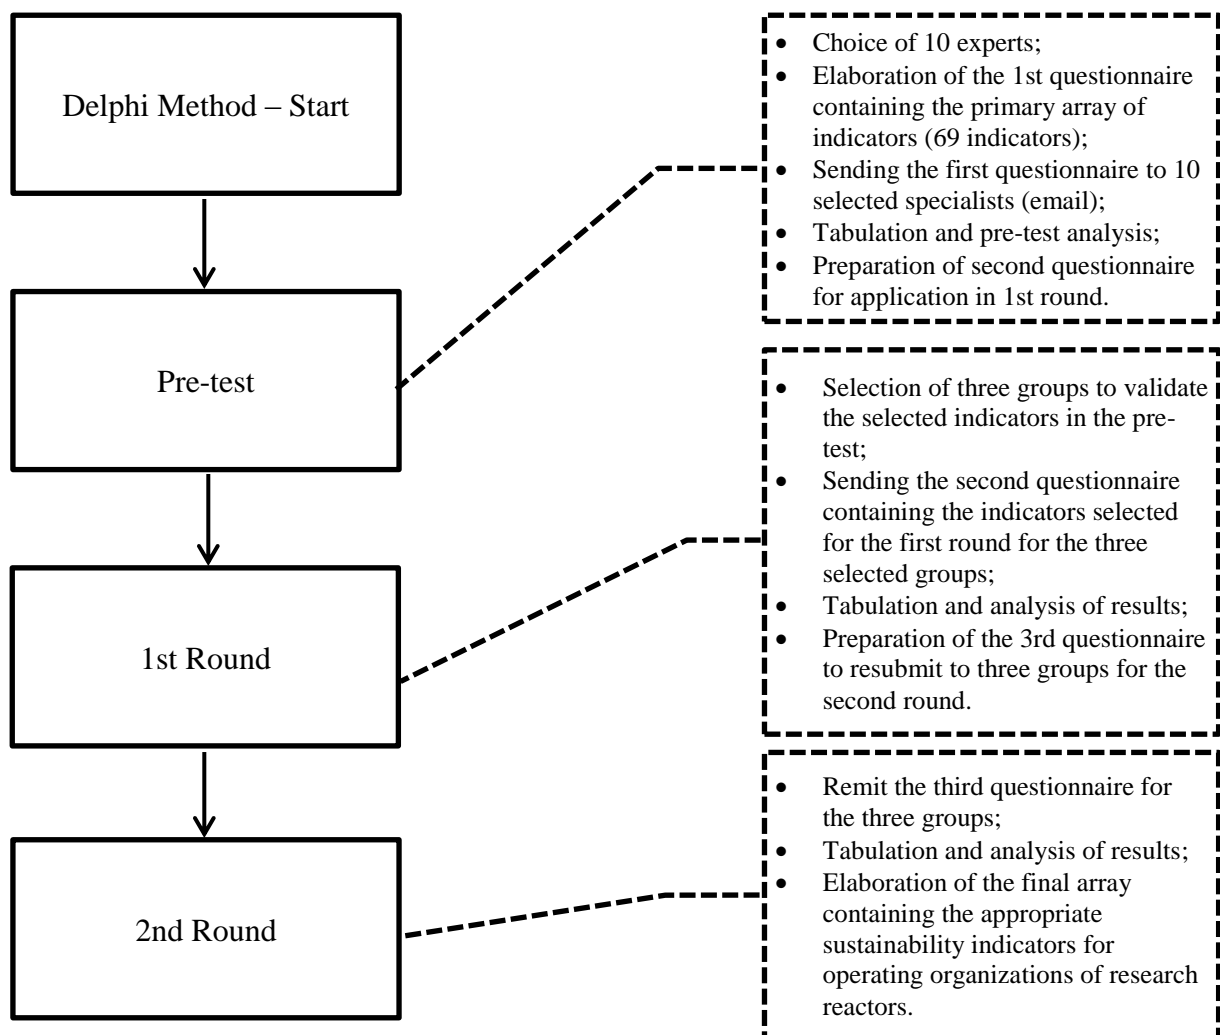 Delphi Method – Start
• Choice of 10 experts;
• Elaboration of the 1st questionnaire
containing the primary array of
indicators (69 indicators);
• Sending the first questionnaire to 10
selected specialists (email);
• Tabulation and pre-test analysis;
• Preparation of second questionnaire
for application in 1st round.
Pre-test
• Selection of three groups to validate
the selected indicators in the pre-
test;
• Sending the second questionnaire
containing the indicators selected
for the first round for the three
selected groups;
• Tabulation and analysis of results;
• Preparation of the 3rd questionnaire
to resubmit to three groups for the
second round.
1st Round
• Remit the third questionnaire for
the three groups;
• Tabulation and analysis of results;
• Elaboration of the final array
containing the appropriate
sustainability indicators for
operating organizations of research
reactors.
2nd Round